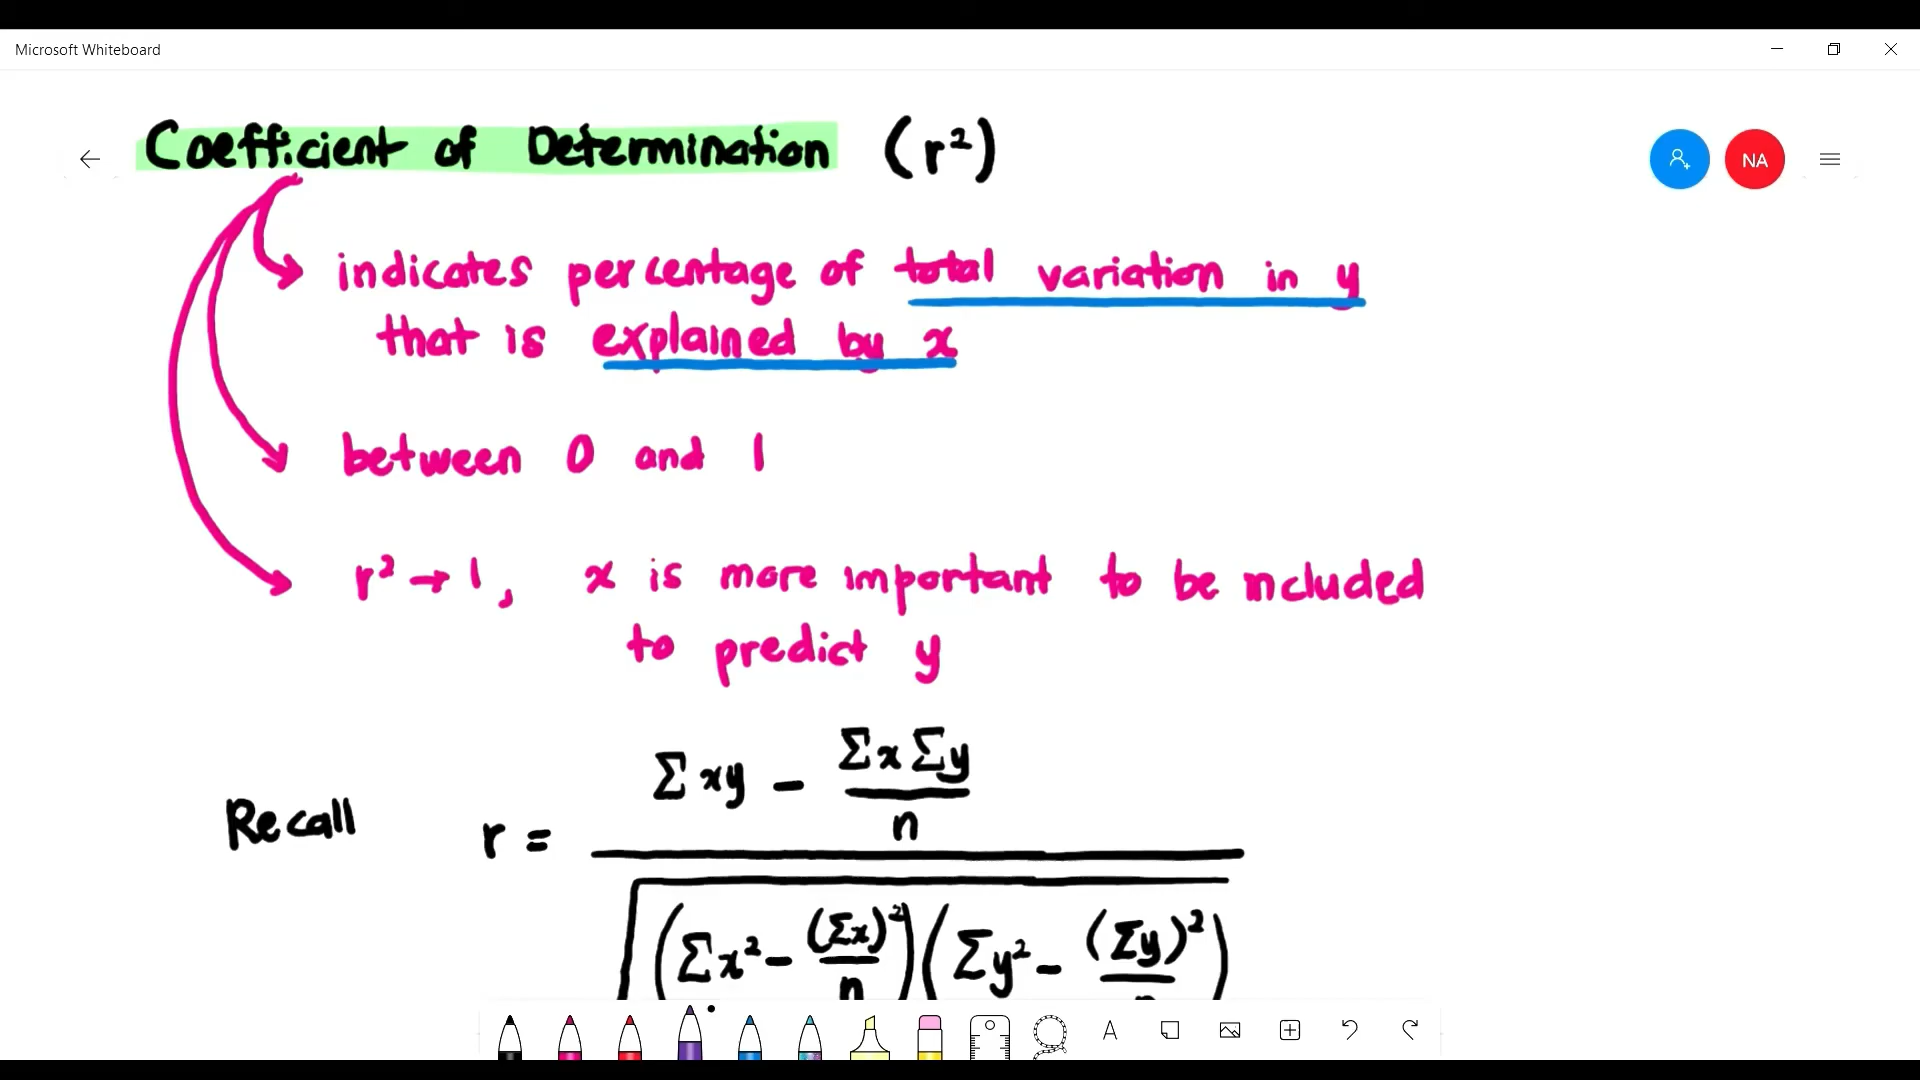 Microsoft Whiteboard
Coefficient of Determination (r²)
NA
indicates percentage of total variation in y
that is explained by x
between 0 and 1
r² → 1, x is more important to be included
to predict y
Σxy - ΣxΣy
n
Recall r =
√(Σx² - (Σx)²/n)(Σy² - (Σy)²/n)
A